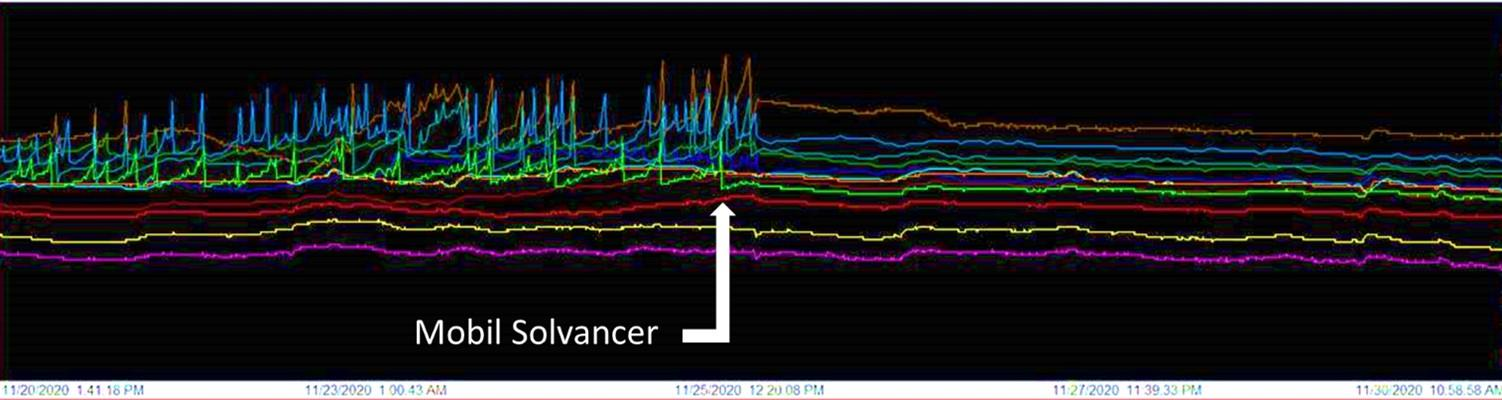 Mobil Solvancer
11/20/2020 1:41:18 PM
11/23/2020 1:00:43 AM
11/25/2020 12:20:08 PM
11/27/2020 11:39:33 PM
11/30/2020 10:58:58 AM